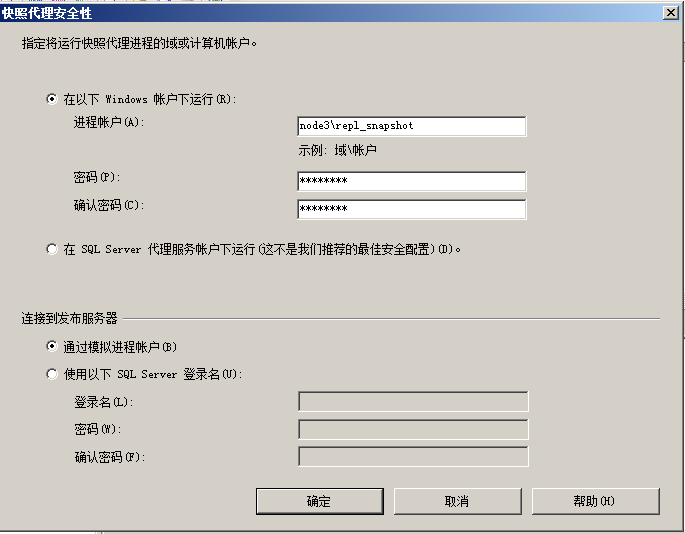 快照代理安全性
指定将运行快照代理进程的域或计算机帐户。
在以下 Windows 帐户下运行(R):
进程帐户(A):
node3\repl_snapshot
示例: 域\帐户
密码(P):
********
确认密码(C):
********
在 SQL Server 代理服务帐户下运行(这不是我们推荐的最佳安全配置)(D)。
连接到发布服务器
通过模拟进程帐户(B)
使用以下 SQL Server 登录名(U):
登录名(L):
密码(W):
确认密码(F):
确定
取消
帮助(H)